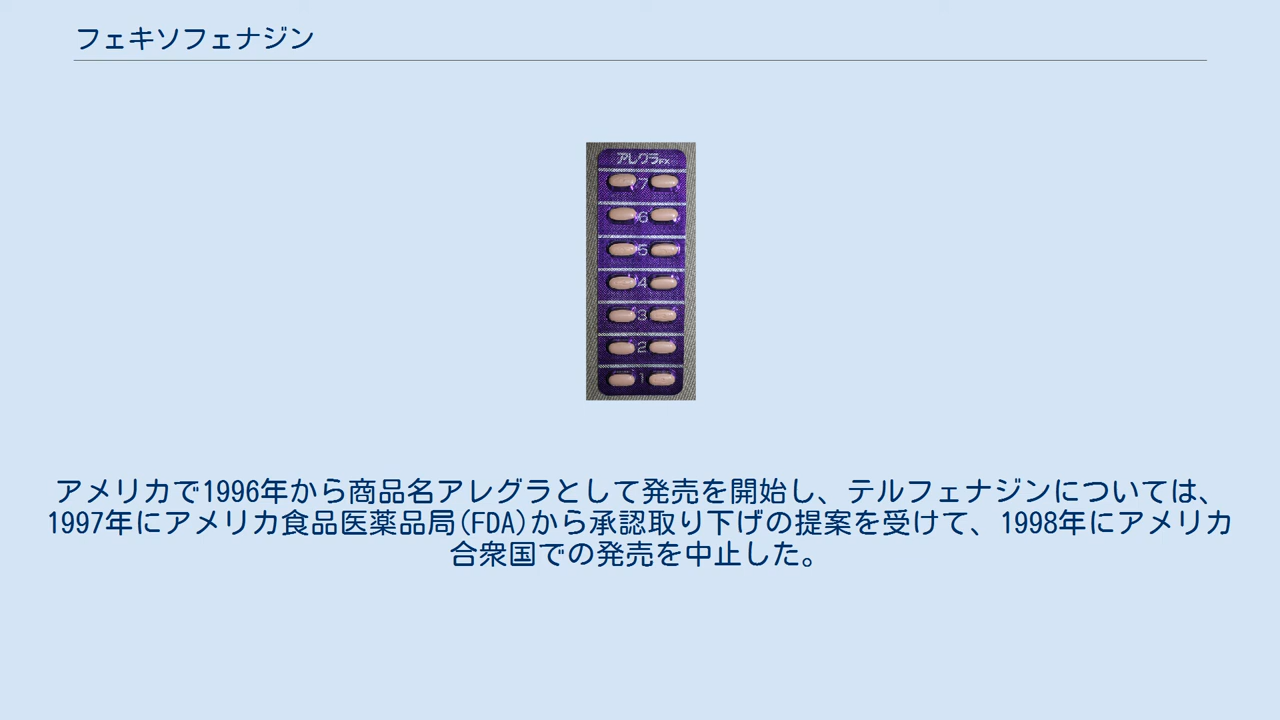 フェキソフェナジン
アレグラFX
7
6
5
4
3
2
1
アメリカで1996年から商品名アレグラとして発売を開始し、テルフェナジンについては、
1997年にアメリカ食品医薬品局(FDA)から承認取り下げの提案を受けて、1998年にアメリカ
合衆国での発売を中止した。